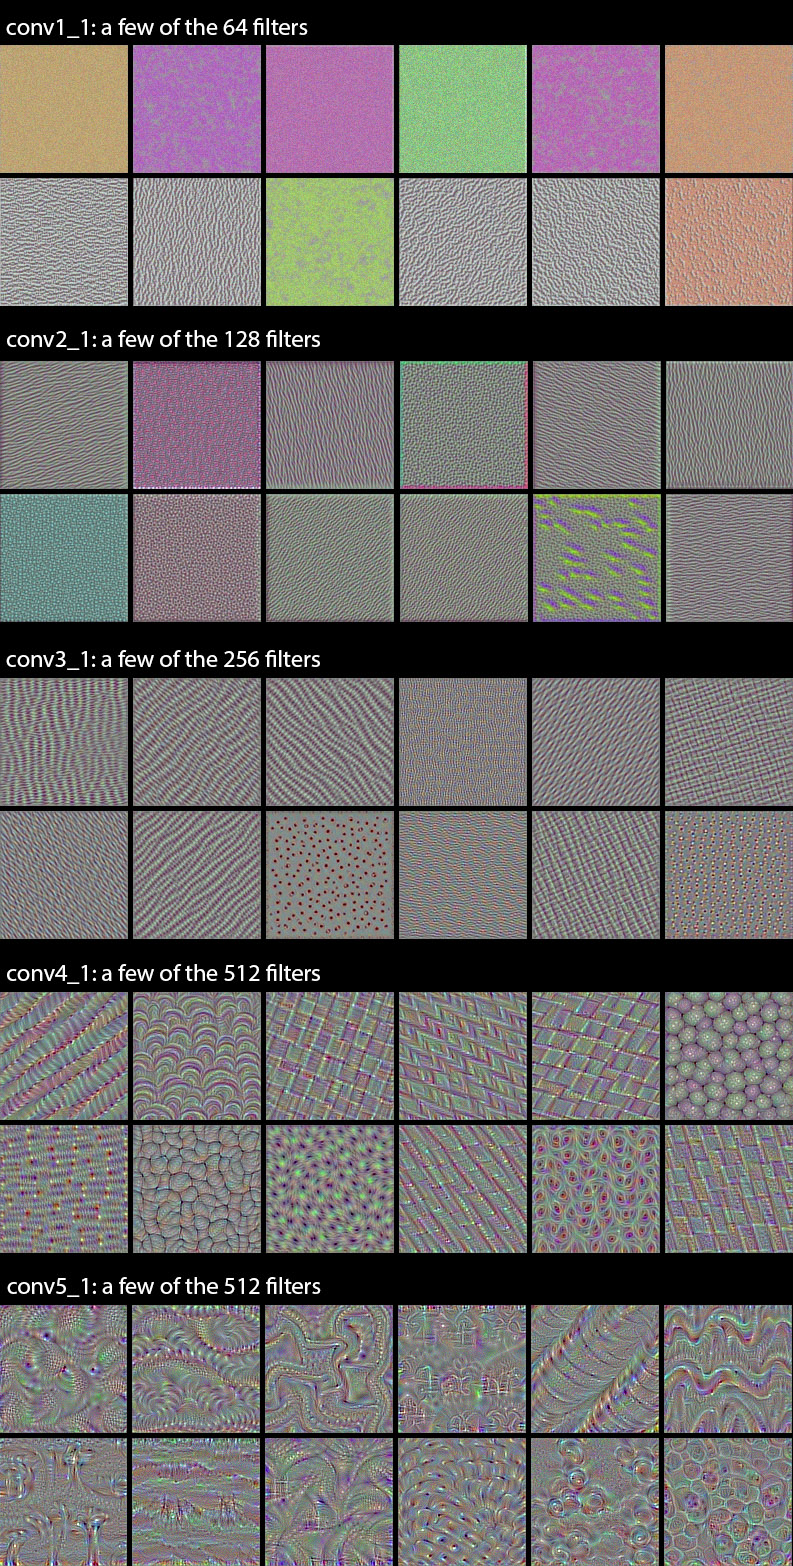 conv1_1: a few of the 64 filters
conv2_1: a few of the 128 filters
conv3_1: a few of the 256 filters
conv4_1: a few of the 512 filters
conv5_1: a few of the 512 filters